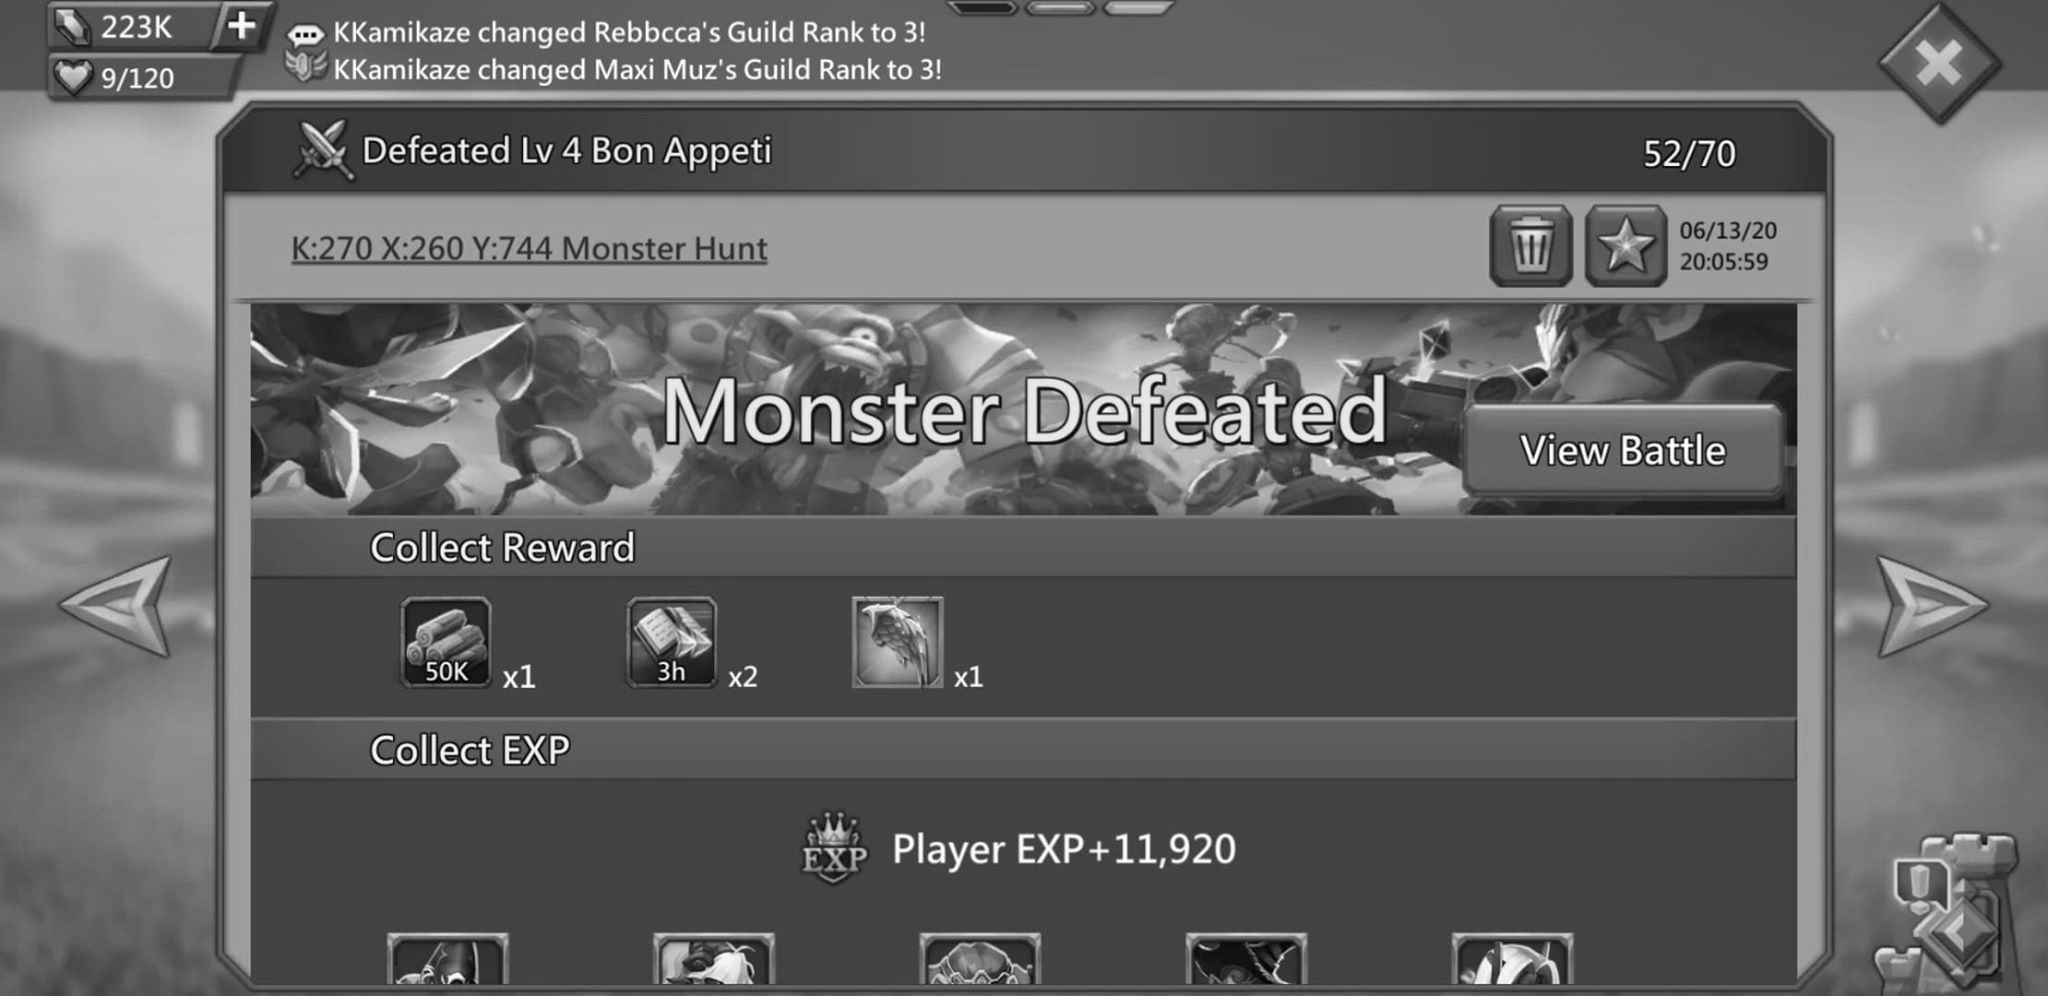 223K
9/120
KKamikaze changed Rebbcca's Guild Rank to 3!
KKamikaze changed Maxi Muz's Guild Rank to 3!
Defeated Lv 4 Bon Appeti
52/70
K:270 X:260 Y:744 Monster Hunt
06/13/20
20:05:59
Monster Defeated
View Battle
Collect Reward
50K x1
3h x2
x1
Collect EXP
EXP Player EXP+11,920